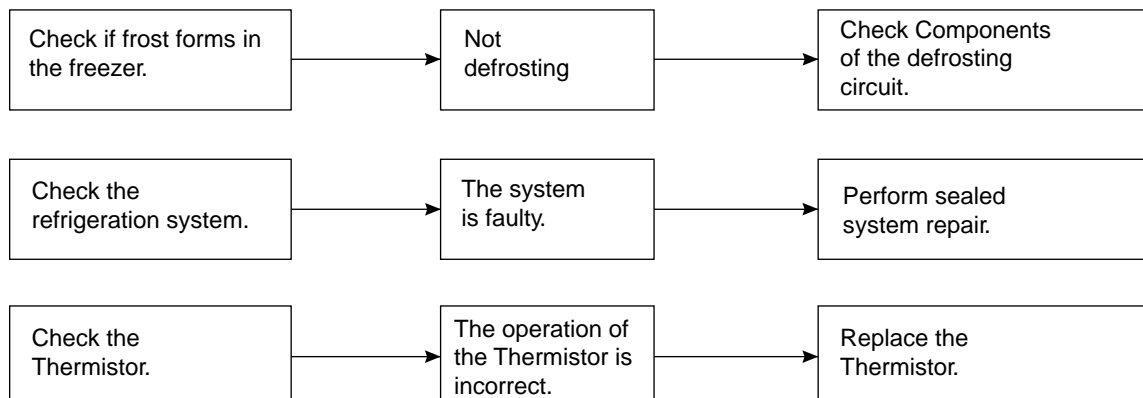 Check if frost forms in
the freezer.
Not
defrosting
Check Components
of the defrosting
circuit.
Check the
refrigeration system.
The system
is faulty.
Perform sealed
system repair.
Check the
Thermistor.
The operation of
the Thermistor is
incorrect.
Replace the
Thermistor.